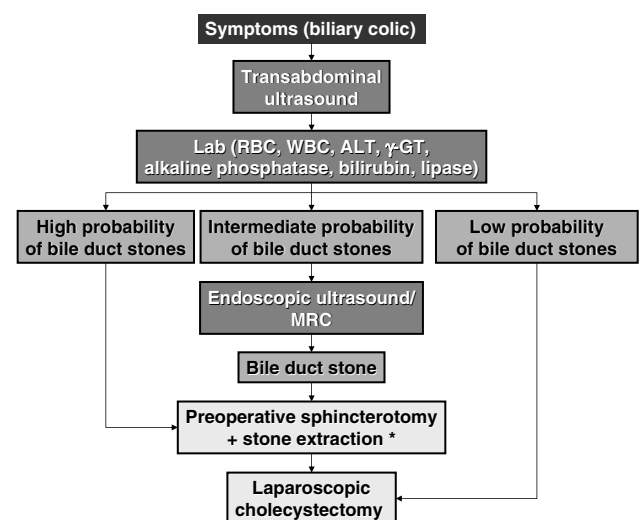 Symptoms (biliary colic)
Transabdominal
ultrasound
Lab (RBC, WBC, ALT, γ-GT,
alkaline phosphatase, bilirubin, lipase)
High probability
of bile duct stones
Intermediate probability
of bile duct stones
Low probability
of bile duct stones
Endoscopic ultrasound/
MRC
Bile duct stone
Preoperative sphincterotomy
+ stone extraction *
Laparoscopic
cholecystectomy